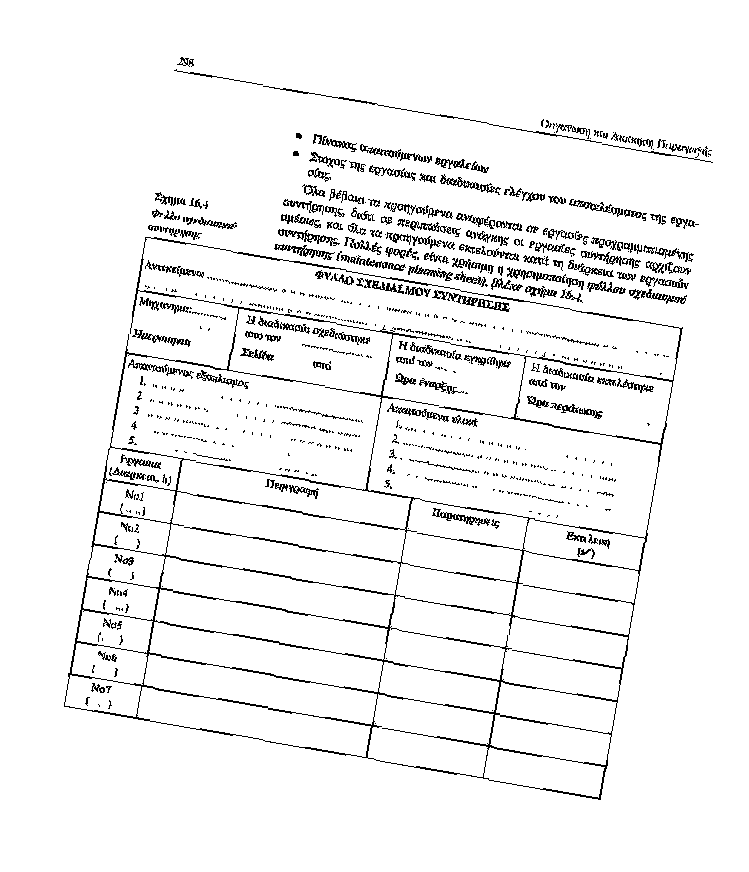 298
Οργάνωση και Διοίκηση Παραγωγής
• Πίνακας απαιτούμενων εργαλείων
• Στόχος της εργασίας και διαδικασίες ελέγχου του αποτελέσματος της εργα-
σίας.
Όλα βέβαια τα προηγούμενα αναφέρονται σε εργασίες προγραμματισμένης
συντήρησης, διότι σε περιπτώσεις ανάγκης οι εργασίες συντήρησης αρχίζουν
αμέσως, και όλα τα προηγούμενα εκτελούνται κατά τη διάρκεια των εργασιών
συντήρησης. Πολλές φορές, είναι χρήσιμη η χρησιμοποίηση φύλλου σχεδιασμού
συντήρησης (maintenance planning sheet), βλέπε σχήμα 16.4.
Σχήμα 16.4
Φύλλο σχεδιασμού
συντήρησης
ΦΥΛΛΟ ΣΧΕΔΙΑΣΜΟΥ ΣΥΝΤΗΡΗΣΗΣ
Αντικείμενο:
Μηχάνημα:
Ημερομηνία
Η διαδικασία σχεδιάστηκε
από τον
Σελίδα από
Η διαδικασία εγκρίθηκε
από τον
Ώρα έναρξης
Η διαδικασία εκτελέστηκε
από τον
Ώρα περάτωσης
Απαιτούμενος εξοπλισμός
1.
2
3
4
5.
Απαιτούμενα υλικά
1.
2.
3.
4.
5.
Εργασία
(Διάρκεια, h)
Περιγραφή
Παρατηρήσεις
(✓)
Νο1
Νο2
Νο3
Νο4
Νο5
Νο6
Νο7